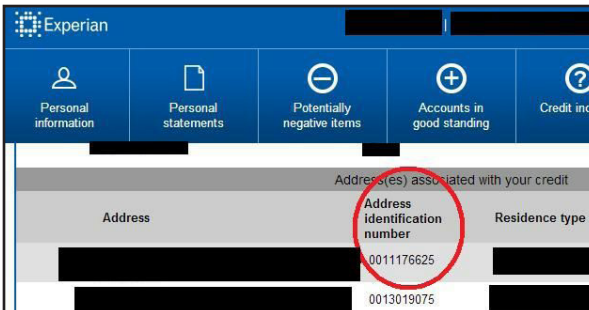 Experian
|
Personal information
Personal statements
Potentially negative items
Accounts in good standing
Credit
Address(es) associated with your credit
Address
Address identification number
Residence type
0011176625
0013019075